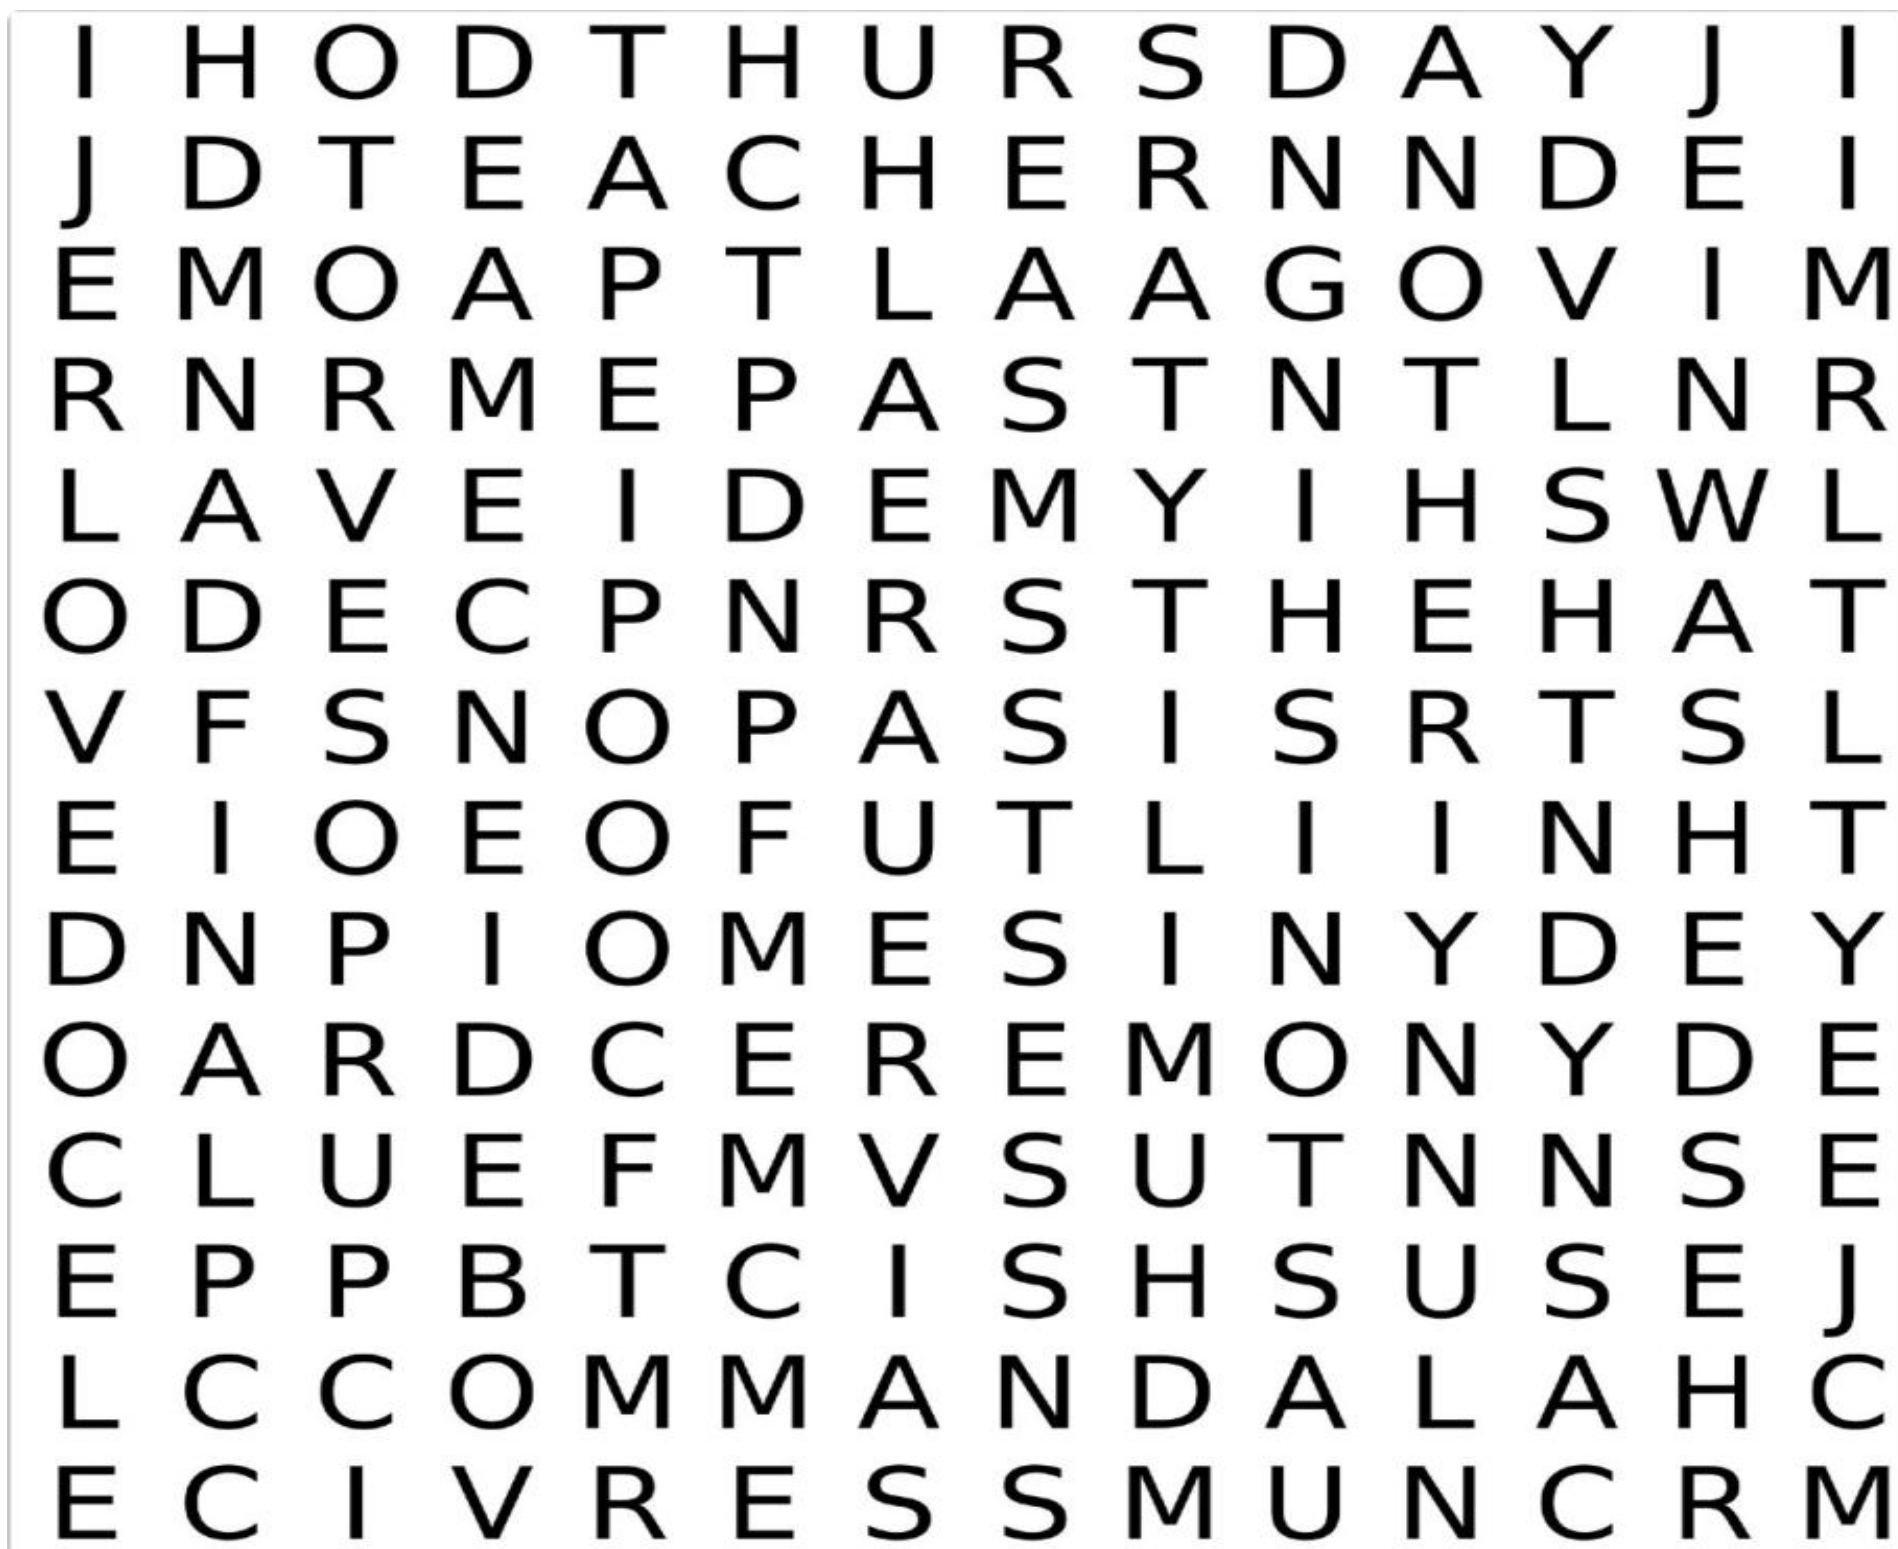 I H O D T H U R S D A Y J I
J D T E A C H E R N N D E I
E M O A P T L A A G O V I M
R N R M E P A S T N T L N R
L A V E I D E M Y I H S W L
O D E C P N R S T H E H A T
V F S N O P A S I S R T S L
E I O E O F U T L I I N H T
D N P I O M E S I N Y D E Y
O A R D C E R E M O N Y D E
C L U E F M V S U T N N S E
E P P B T C I S H S U S E J
L C C O M M A N D A L A H C
E C I V R E S S M U N C R M